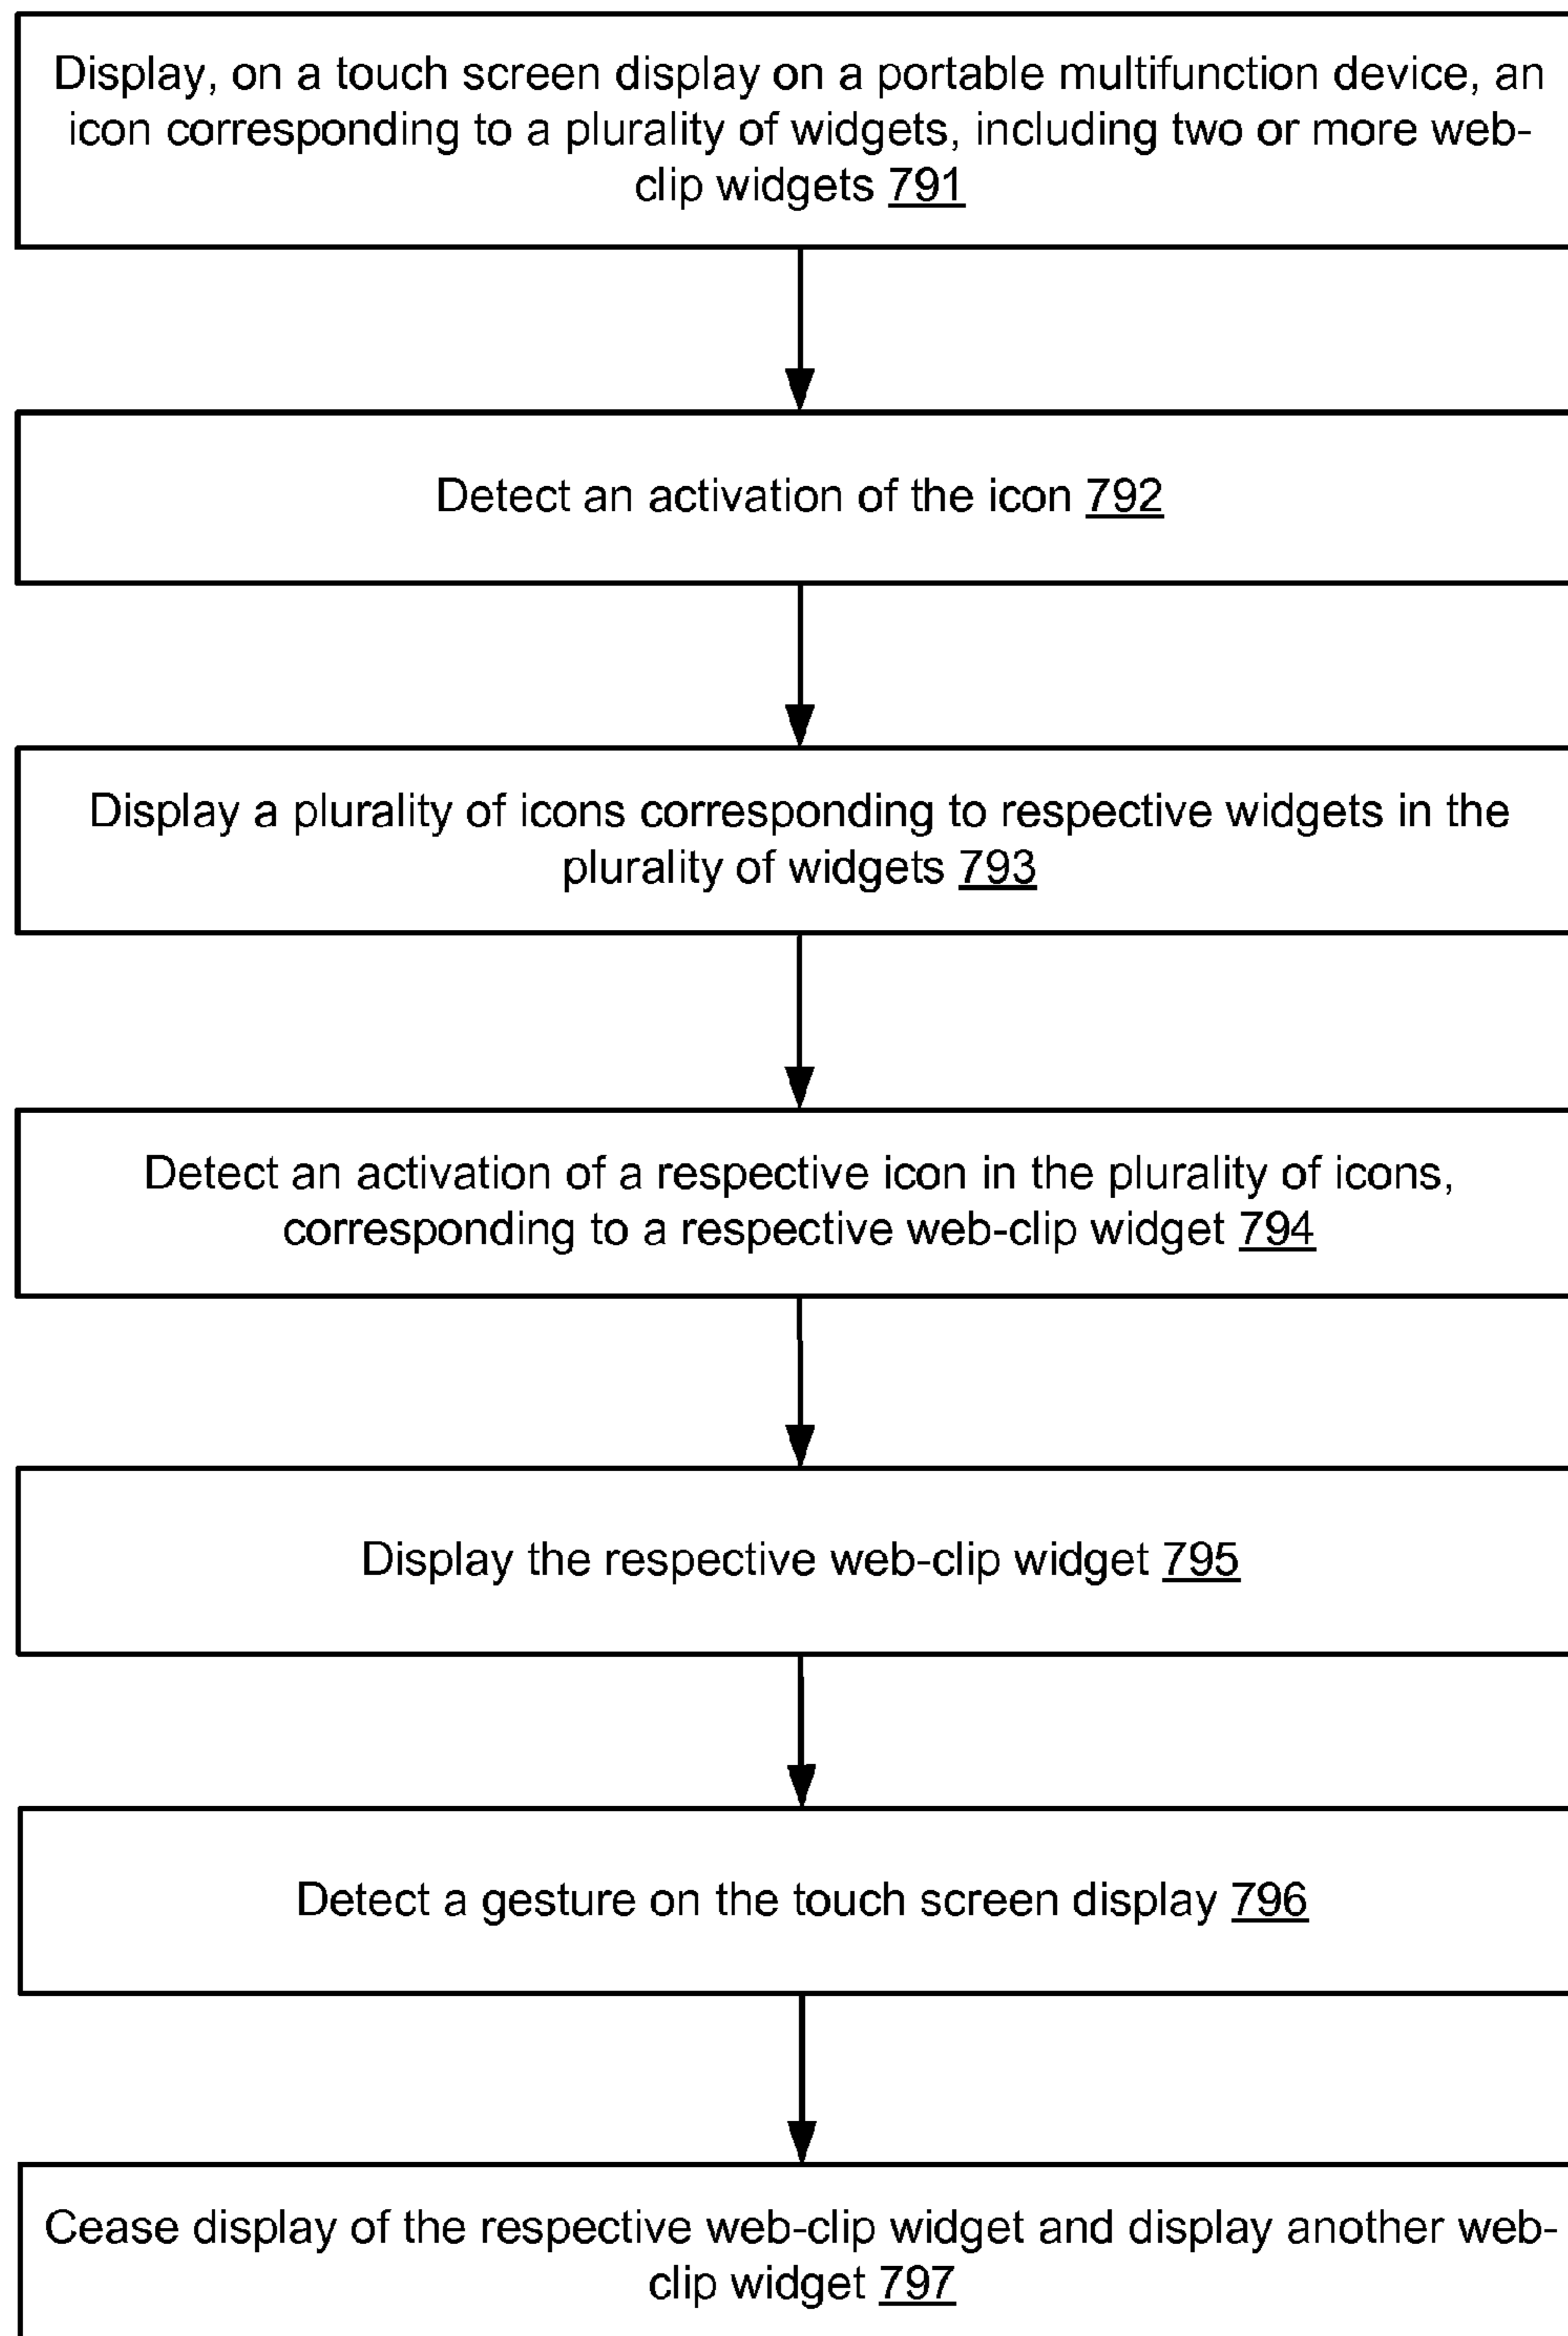 Display, on a touch screen display on a portable multifunction device, an
icon corresponding to a plurality of widgets, including two or more web-
clip widgets 791
Detect an activation of the icon 792
Display a plurality of icons corresponding to respective widgets in the
plurality of widgets 793
Detect an activation of a respective icon in the plurality of icons,
corresponding to a respective web-clip widget 794
Display the respective web-clip widget 795
Detect a gesture on the touch screen display 796
Cease display of the respective web-clip widget and display another web-
clip widget 797